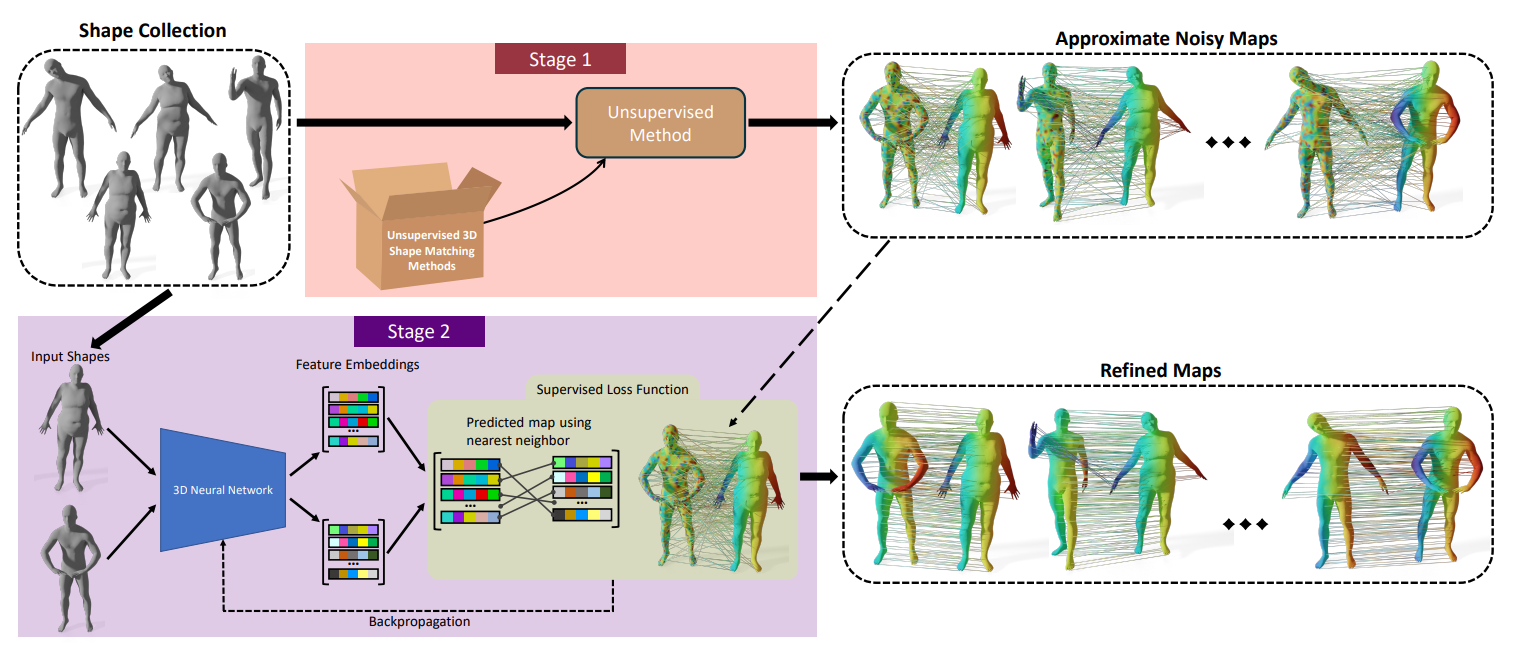 Shape Collection
Stage 1
Approximate Noisy Maps
Unsupervised
Method
Unsupervised 3D
Shape Matching
Methods
Stage 2
Input Shapes
Feature Embeddings
Supervised Loss Function
Refined Maps
Predicted map using
nearest neighbor
3D Neural Network
Backpropagation